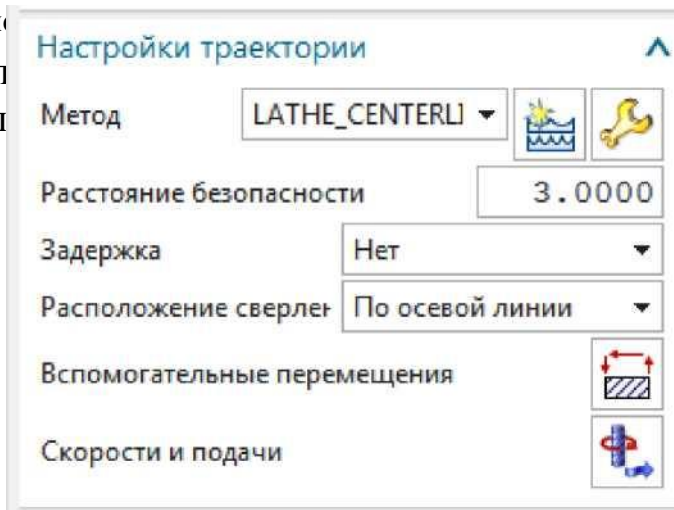 Настройки траектории
Метод LATHE_CENTERLI
Расстояние безопасности 3.0000
Задержка Нет
Расположение сверлен По осевой линии
Вспомогательные перемещения
Скорости и подачи